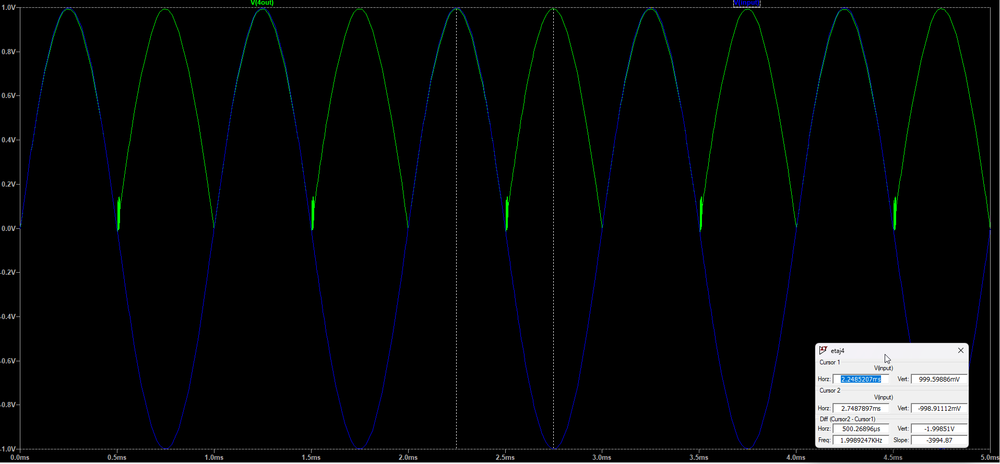 V(4out) V(input)
1.0V
0.8V
0.6V
0.4V
0.2V
0.0V
-0.2V
-0.4V
-0.6V
-0.8V
-1.0V
0.0ms 0.5ms 1.0ms 1.5ms 2.0ms 2.5ms 3.0ms 3.5ms 4.0ms 4.5ms 5.0ms
etaj4
Cursor 1
V(input)
Horz: 2.2485207ms Vert: 999.59886mV
Cursor 2
V(input)
Horz: 2.7487897ms Vert: -998.91112mV
Diff (Cursor2 - Cursor1)
Horz: 500.26896µs Vert: -1.99851V
Freq: 1.9989247KHz Slope: -3994.87